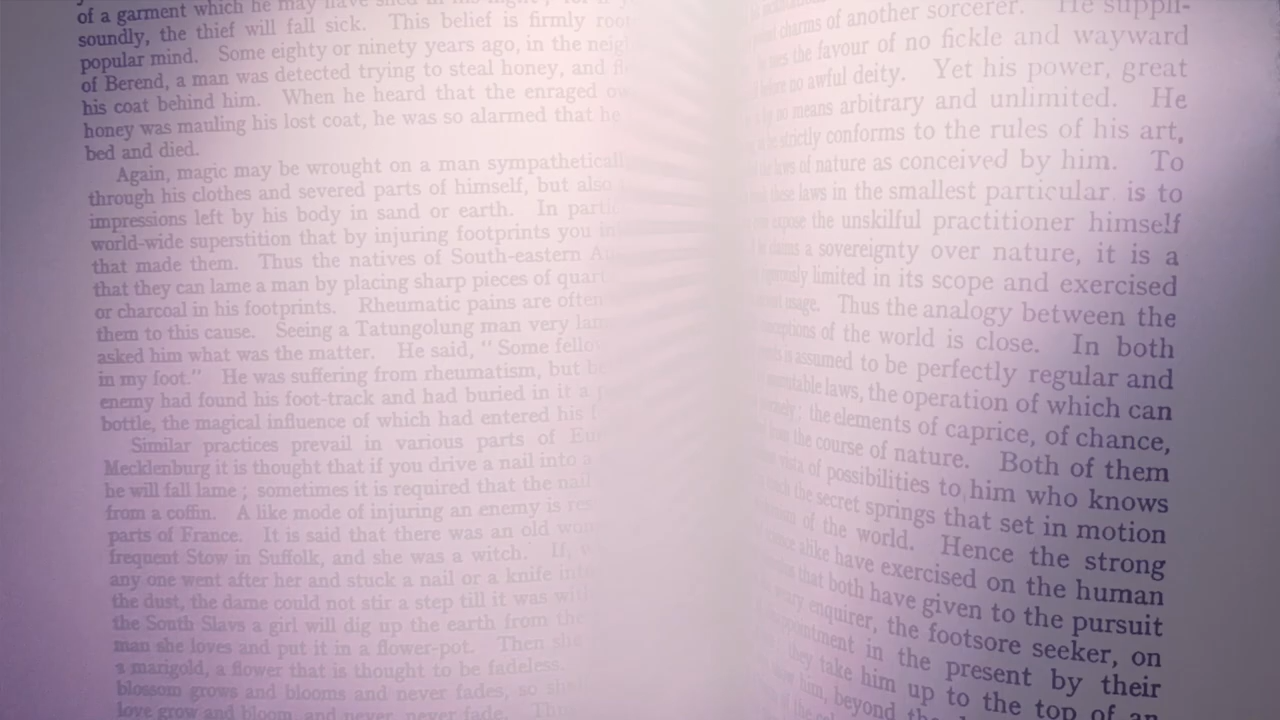 of a garment which he may have shed in his
soundly, the thief will fall sick. This belief is firmly
popular mind. Some eighty or ninety years ago, in the
of Berend, a man was detected trying to steal honey, and
his coat behind him. When he heard that the enraged
honey was mauling his lost coat, he was so alarmed that he
bed and died.
Again, magic may be wrought on a man
through his clothes and severed parts of himself, but also
impressions left by his body in sand or earth. In
world-wide superstition that by injuring footprints you
that made them. Thus the natives of South-eastern
that they can lame a man by placing sharp pieces of
or charcoal in his footprints. Rheumatic pains are often
them to this cause. Seeing a Tatungolung man very
asked him what was the matter. He said, “ Some
in my foot.” He was suffering from rheumatism, but
enemy had found his foot-track and had buried in it a
bottle, the magical influence of which had entered his
Similar practices prevail in various parts of
Mecklenburg it is thought that if you drive a nail into a
he will fall lame ; sometimes it is required that the nail
from a coffin. A like mode of injuring an enemy is
parts of France. It is said that there was an old
frequent Stow in Suffolk, and she was a witch. If,
any one went after her and stuck a nail or a knife
the dust, the dame could not stir a step till it was
the South Slavs a girl will dig up the earth from the
man she loves and put it in a flower-pot. Then she
a marigold, a flower that is thought to be fadeless.
blossom grows and blooms and never fades, so
love grow and bloom, and never, never fade.
charms of another sorcerer. He suppli-
the favour of no fickle and wayward
no awful deity. Yet his power, great
no means arbitrary and unlimited. He
strictly conforms to the rules of his art,
laws of nature as conceived by him. To
these laws in the smallest particular, is to
expose the unskilful practitioner himself
claims a sovereignty over nature, it is a
limited in its scope and exercised
usage. Thus the analogy between the
conceptions of the world is close. In both
is assumed to be perfectly regular and
immutable laws, the operation of which can
; the elements of caprice, of chance,
from the course of nature. Both of them
vista of possibilities to him who knows
touch the secret springs that set in motion
of the world. Hence the strong
alike have exercised on the human
that both have given to the pursuit
weary enquirer, the footsore seeker, on
disappointment in the present by their
they take him up to the top of an
him, beyond the